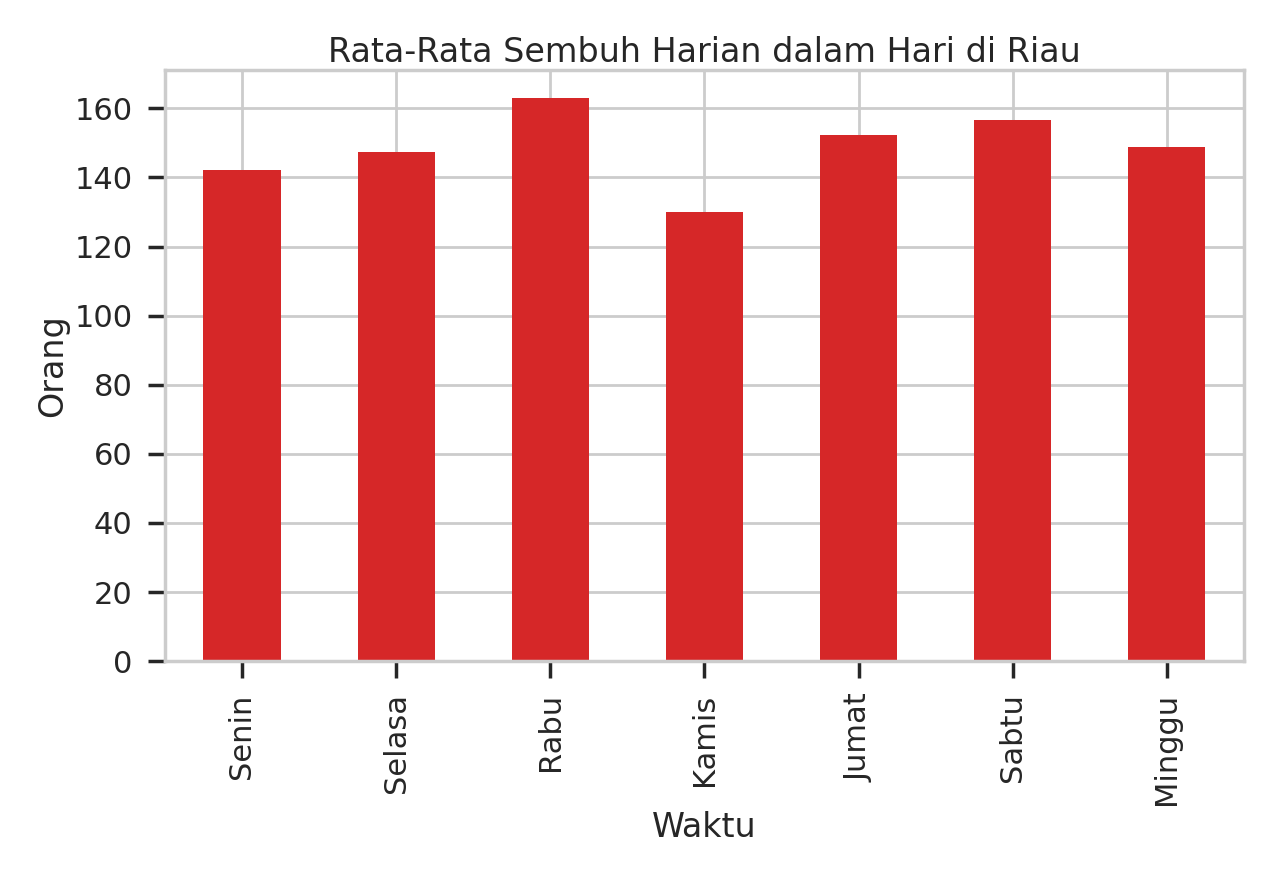 Rata-Rata Sembuh Harian dalam Hari di Riau
160
140
120
100
80
60
40
20
0
Orang
Senin
Selasa
Rabu
Kamis
Jumat
Sabtu
Minggu
Waktu